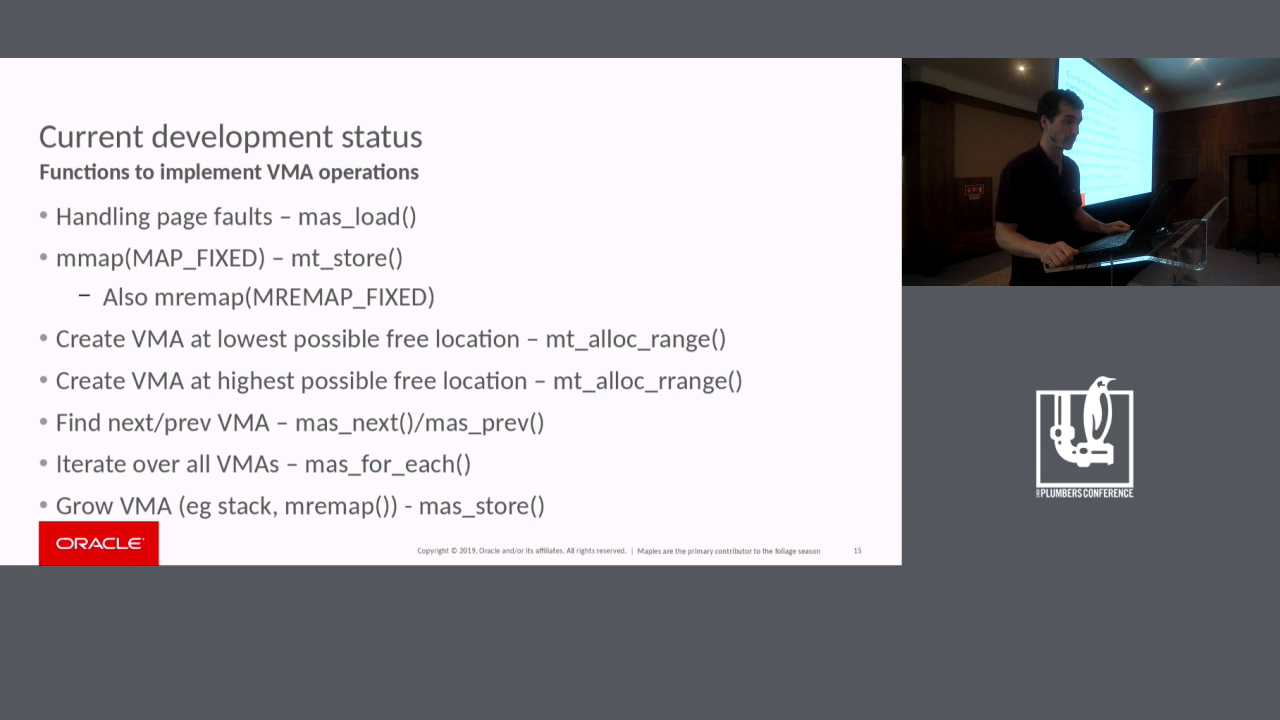 Current development status
Functions to implement VMA operations
• Handling page faults – mas_load()
• mmap(MAP_FIXED) – mt_store()
– Also mremap(MREMAP_FIXED)
• Create VMA at lowest possible free location – mt_alloc_range()
• Create VMA at highest possible free location – mt_alloc_rrange()
• Find next/prev VMA – mas_next()/mas_prev()
• Iterate over all VMAs – mas_for_each()
• Grow VMA (eg stack, mremap()) - mas_store()
ORACLE
Copyright © 2019, Oracle and/or its affiliates. All rights reserved. | Maples are the primary contributor to the foliage season 15
PLUMBERS CONFERENCE